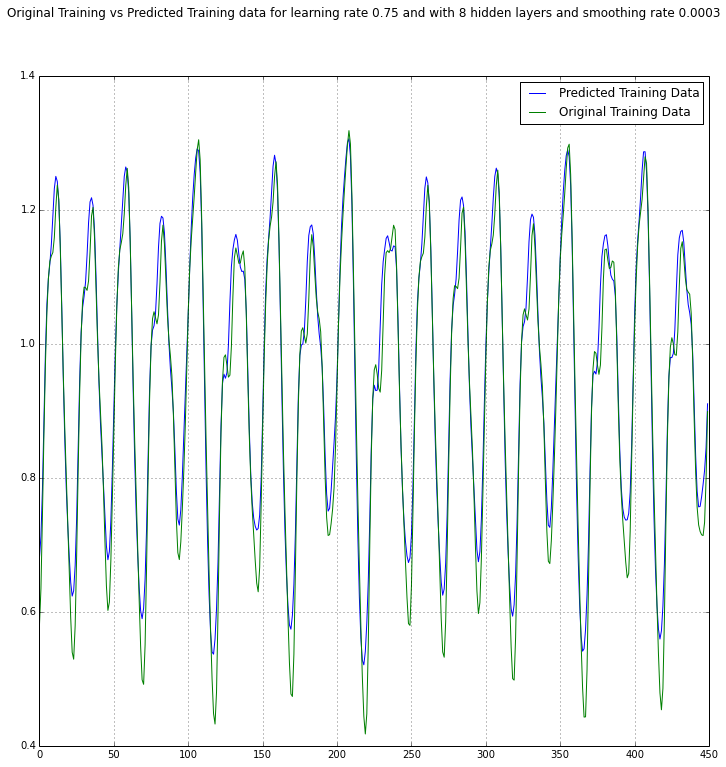 Original Training vs Predicted Training data for learning rate 0.75 and with 8 hidden layers and smoothing rate 0.0003
1.4
Predicted Training Data
Original Training Data
1.2
1.0
0.8
0.6
0.4
0 50 100 150 200 250 300 350 400 450